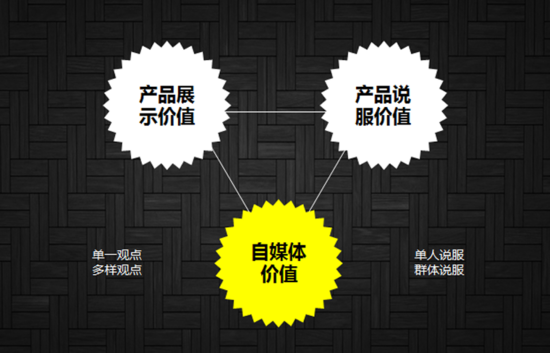 产品展
示价值
产品说
服价值
自媒体
价值
单一观点
多样观点
单人说服
群体说服